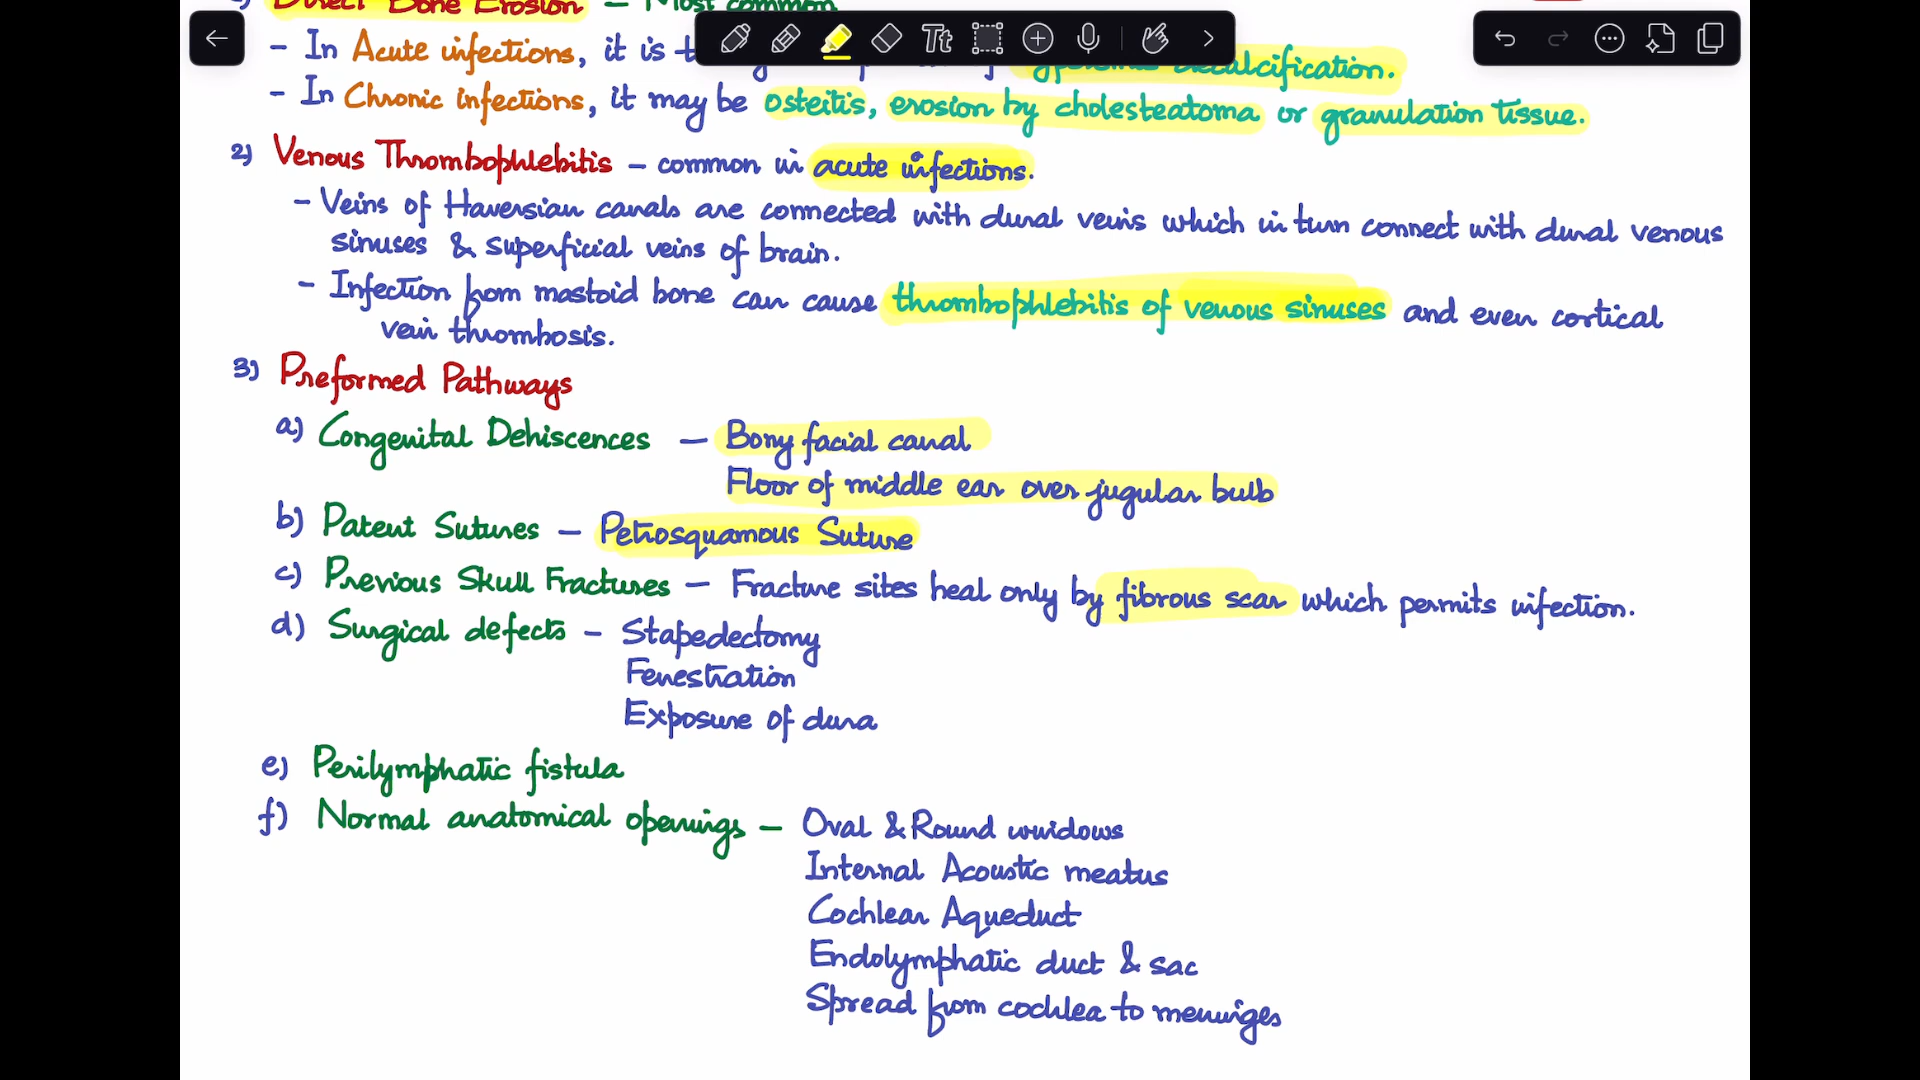 Direct Bone Erosion – Most common
- In Acute infections, it is
decalcification.
- In Chronic infections, it may be osteitis, erosion by cholesteatoma or granulation tissue.
2) Venous Thrombophlebitis – common in acute infections.
- Veins of Haversian canals are connected with dural veins which in turn connect with dural venous
sinuses & superficial veins of brain.
- Infection from mastoid bone can cause thrombophlebitis of venous sinuses and even cortical
vein thrombosis.
3) Preformed Pathways
a) Congenital Dehiscences – Bony facial canal
Floor of middle ear over jugular bulb
b) Patent Sutures – Petrosquamous Suture
c) Previous Skull Fractures – Fracture sites heal only by fibrous scar which permits infection.
d) Surgical defects – Stapedectomy
Fenestration
Exposure of dura
e) Perilymphatic fistula
f) Normal anatomical openings – Oval & Round windows
Internal Acoustic meatus
Cochlear Aqueduct
Endolymphatic duct & sac
Spread from cochlea to meninges